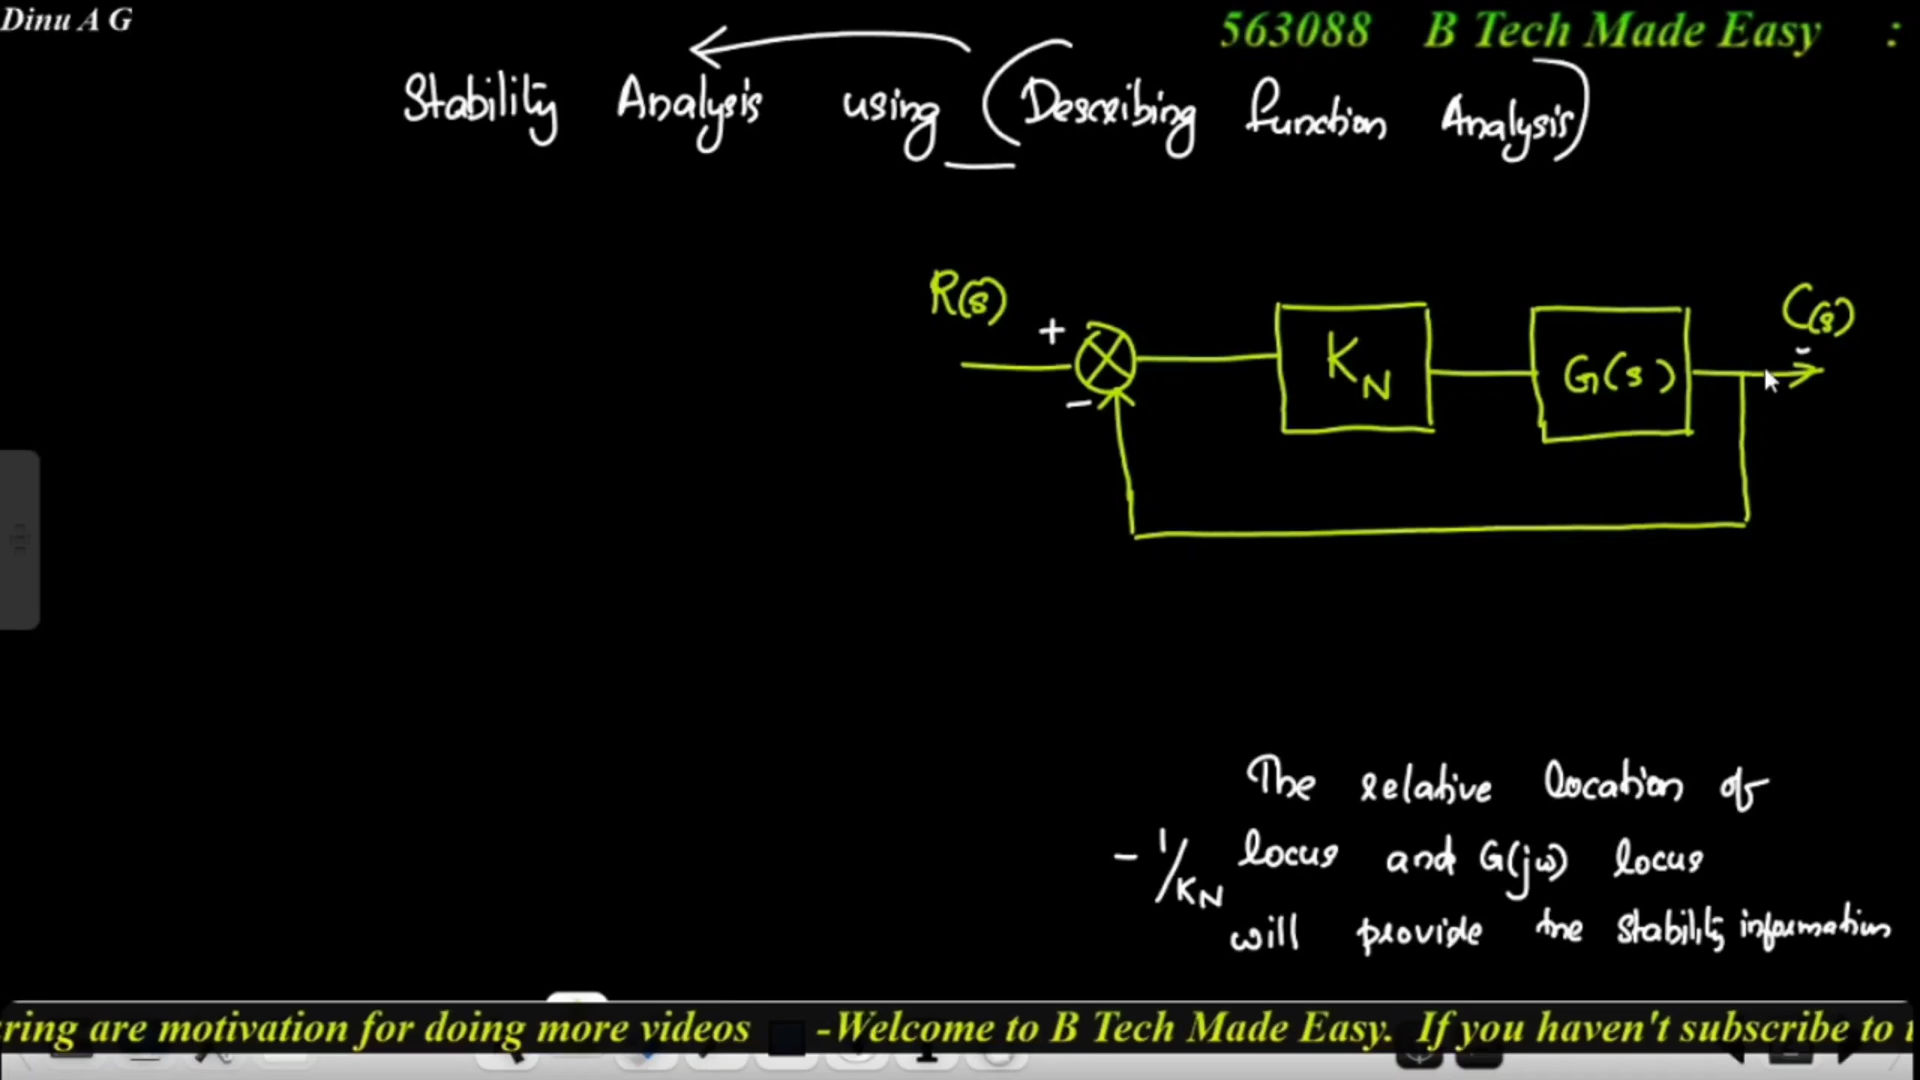 Dinu A G
563088 B Tech Made Easy :
Stability Analysis using (Describing function Analysis)
R(s)
+
-
K_N
G(s)
C(s)
The relative location of
- 1/K_N locus and G(jω) locus
will provide the stability information
ring are motivation for doing more videos -Welcome to B Tech Made Easy. If you haven't subscribe to